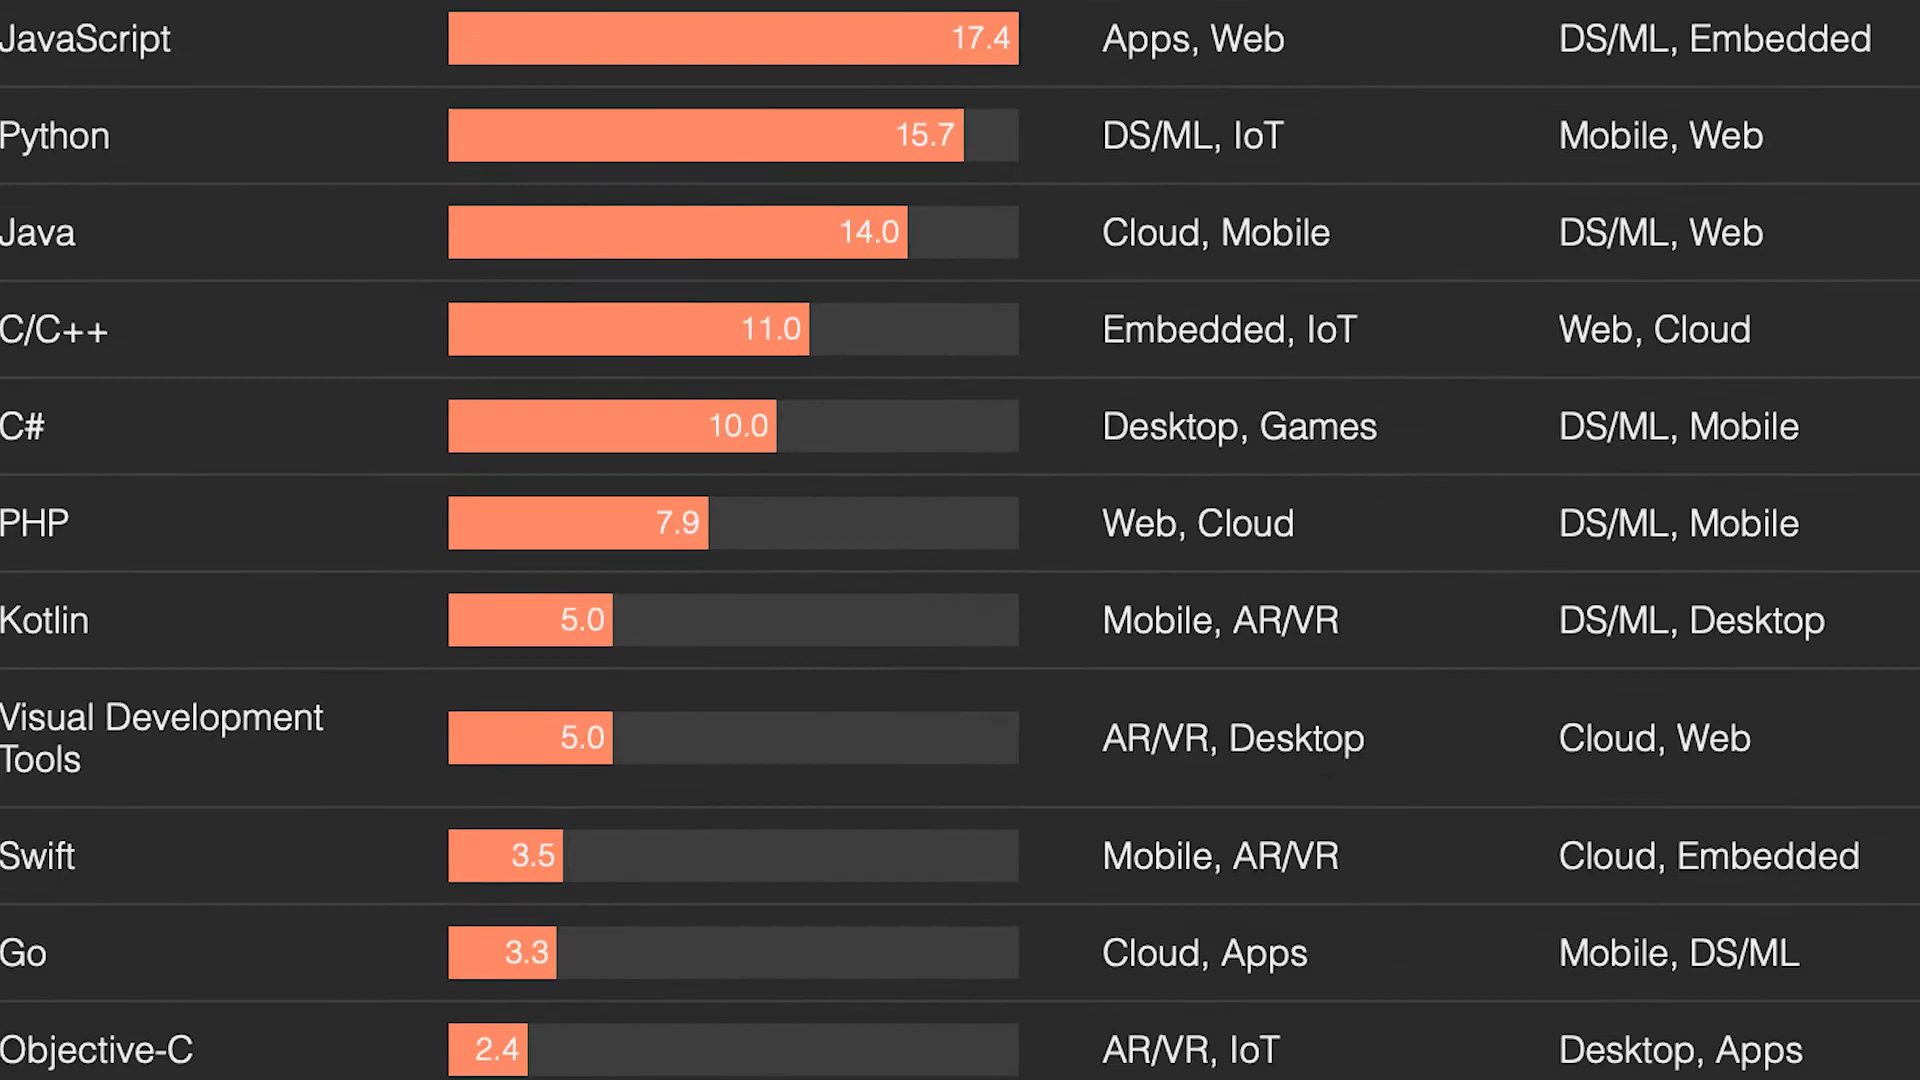 JavaScript 17.4 Apps, Web DS/ML, Embedded
Python 15.7 DS/ML, IoT Mobile, Web
Java 14.0 Cloud, Mobile DS/ML, Web
C/C++ 11.0 Embedded, IoT Web, Cloud
C# 10.0 Desktop, Games DS/ML, Mobile
PHP 7.9 Web, Cloud DS/ML, Mobile
Kotlin 5.0 Mobile, AR/VR DS/ML, Desktop
Visual Development
Tools 5.0 AR/VR, Desktop Cloud, Web
Swift 3.5 Mobile, AR/VR Cloud, Embedded
Go 3.3 Cloud, Apps Mobile, DS/ML
Objective-C 2.4 AR/VR, IoT Desktop, Apps